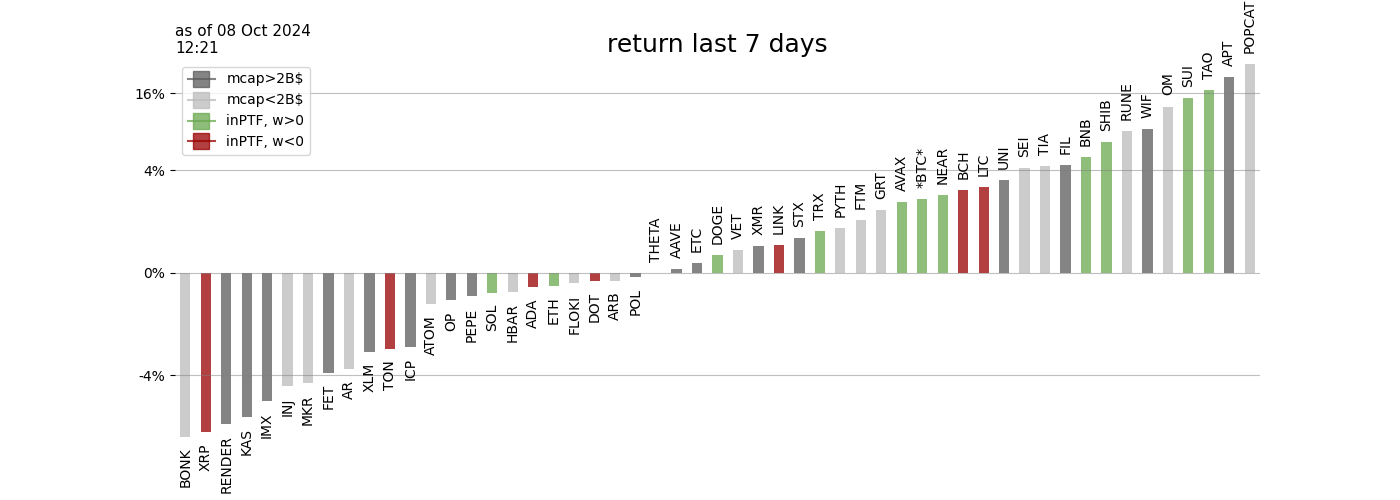 as of 08 Oct 2024
12:21
return last 7 days
mcap>2B$
mcap<2B$
inPTF, w>0
inPTF, w<0
16%
4%
0%
-4%
BONK
XRP
RENDER
KAS
IMX
INJ
MKR
FET
AR
XLM
TON
ICP
ATOM
OP
PEPE
SOL
HBAR
ADA
ETH
FLOKI
DOT
ARB
POL
THETA
AAVE
ETC
DOGE
VET
XMR
LINK
STX
TRX
PYTH
FTM
GRT
AVAX
*BTC*
NEAR
BCH
LTC
UNI
SEI
TIA
FIL
BNB
SHIB
RUNE
WIF
OM
SUI
TAO
APT
POPCAT